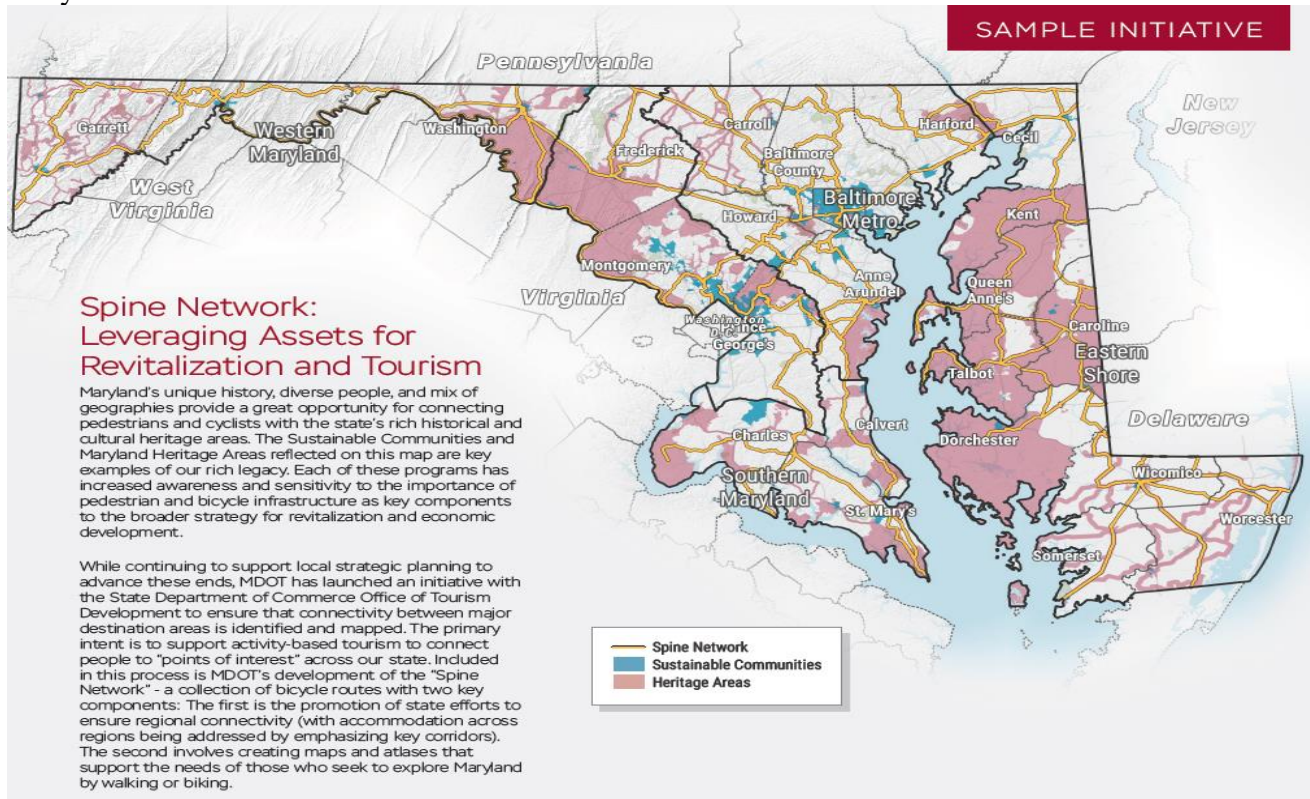 SAMPLE INITIATIVE
Pennsylvania
New
Jersey
Garrett
Western
Maryland
Washington
Frederick
Carroll
Baltimore
County
Harford
Cecil
West
Virginia
Howard
Baltimore
Metro
Kent
Montgomery
Anne
Arundel
Queen
Anne's
Virginia
Washington
D.C.
Prince
George's
Caroline
Eastern
Shore
Talbot
Delaware
Charles
Calvert
Dorchester
Southern
Maryland
St. Mary's
Wicomico
Worcester
Somerset
Spine Network:
Leveraging Assets for
Revitalization and Tourism
Maryland's unique history, diverse people, and mix of
geographies provide a great opportunity for connecting
pedestrians and cyclists with the state's rich historical and
cultural heritage areas. The Sustainable Communities and
Maryland Heritage Areas reflected on this map are key
examples of our rich legacy. Each of these programs has
increased awareness and sensitivity to the importance of
pedestrian and bicycle infrastructure as key components
to the broader strategy for revitalization and economic
development.
While continuing to support local strategic planning to
advance these ends, MDOT has launched an initiative with
the State Department of Commerce Office of Tourism
Development to ensure that connectivity between major
destination areas is identified and mapped. The primary
intent is to support activity-based tourism to connect
people to "points of interest" across our state. Included
in this process is MDOT's development of the "Spine
Network" - a collection of bicycle routes with two key
components: The first is the promotion of state efforts to
ensure regional connectivity (with accommodation across
regions being addressed by emphasizing key corridors).
The second involves creating maps and atlases that
support the needs of those who seek to explore Maryland
by walking or biking.
Spine Network
Sustainable Communities
Heritage Areas